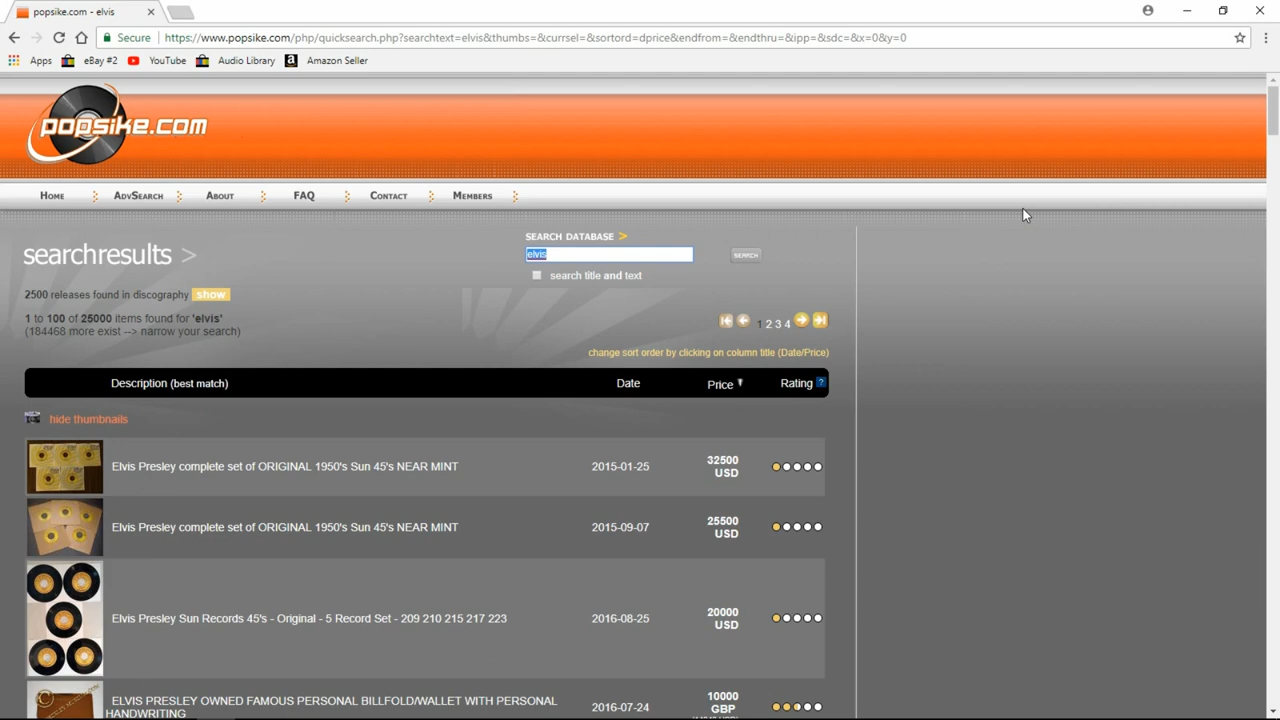 popsike.com - elvis
Secure
https://www.popsike.com/php/quicksearch.php?searchtext=elvis&thumbs=&currsel=&sortord=dprice&endfrom=&endthru=&ipp=&sdc=&x=0&y=0
Apps
eBay #2
YouTube
Audio Library
Amazon Seller
popsike.com
HOME
ADVSEARCH
ABOUT
FAQ
CONTACT
MEMBERS
searchresults >
SEARCH DATABASE >
elvis
SEARCH
search title and text
2500 releases found in discography show
1 to 100 of 25000 items found for 'elvis'
(184468 more exist --> narrow your search)
1 2 3 4
change sort order by clicking on column title (Date/Price)
Description (best match)
Date
Price
Rating ?
hide thumbnails
Elvis Presley complete set of ORIGINAL 1950's Sun 45's NEAR MINT
2015-01-25
32500
USD
Elvis Presley complete set of ORIGINAL 1950's Sun 45's NEAR MINT
2015-09-07
25500
USD
Elvis Presley Sun Records 45's - Original - 5 Record Set - 209 210 215 217 223
2016-08-25
20000
USD
ELVIS PRESLEY OWNED FAMOUS PERSONAL BILLFOLD/WALLET WITH PERSONAL
HANDWRITING
2016-07-24
10000
GBP